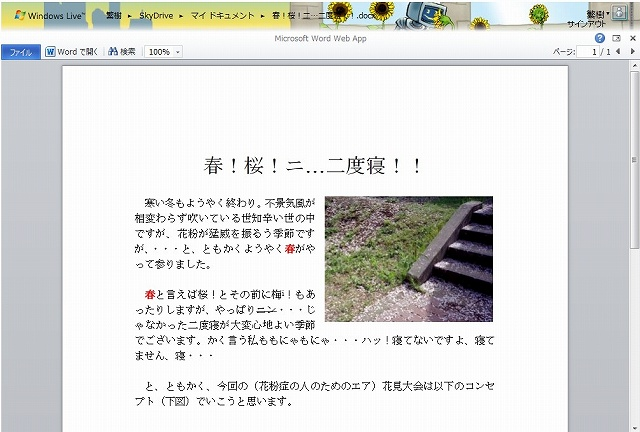 Windows Live™ 繁樹 ▸ SkyDrive ▸ マイ ドキュメント ▸ 春！桜！ニ…二度 ！.docx 繁樹
サインアウト
Microsoft Word Web App
ファイル Word で開く 検索 100% ページ: 1 / 1
春！桜！ニ…二度寝！！
寒い冬もようやく終わり。不景気風が
相変わらず吹いている世知辛い世の中
ですが、花粉が猛威を振るう季節です
が、・・・と、ともかくようやく春がや
って参りました。
春と言えば桜！とその前に梅！もあ
ったりしますが、やっぱりニン・・・じ
ゃなかった二度寝が大変心地よい季節
でございます。かく言う私ももにゃもにゃ・・・ハッ！寝てないですよ、寝て
ません、寝・・・
と、ともかく、今回の（花粉症の人のためのエア）花見大会は以下のコンセ
プト（下図）でいこうと思います。